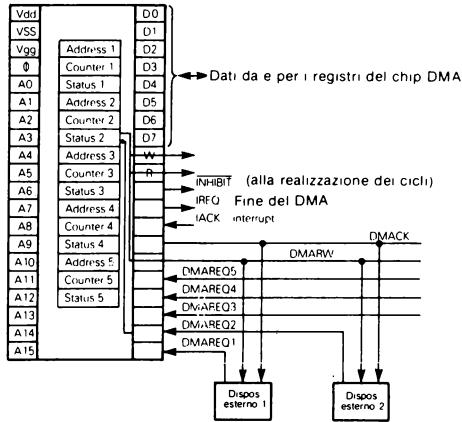 Vdd
VSS
Vgg
Φ
A0
A1
A2
A3
A4
A5
A6
A7
A8
A9
A10
A11
A12
A13
A14
A15
Address 1
Counter 1
Status 1
Address 2
Counter 2
Status 2
Address 3
Counter 3
Status 3
Address 4
Counter 4
Status 4
Address 5
Counter 5
Status 5
D0
D1
D2
D3
D4
D5
D6
D7
W
R
Dati da e per i registri del chip DMA
INHIBIT (alla realizzazione dei cicli)
IREQ Fine del DMA
IACK interrupt
DMACK
DMARW
DMAREQ5
DMAREQ4
DMAREQ3
DMAREQ2
DMAREQ1
Dispos
esterno 1
Dispos
esterno 2